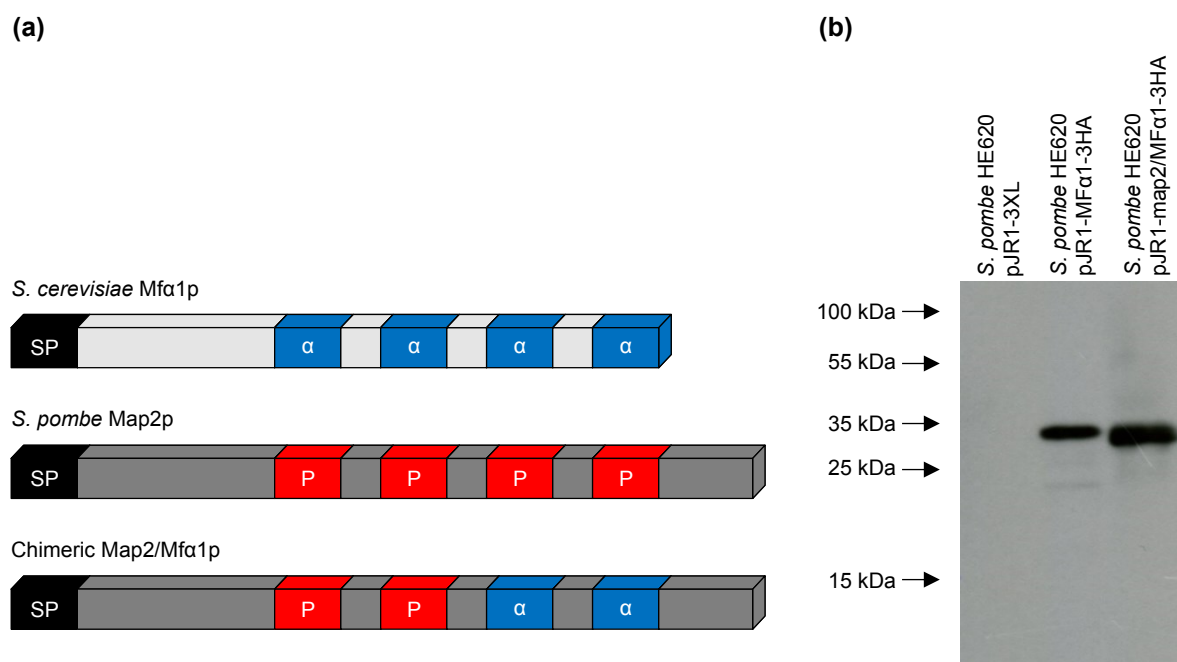 (a)
S. cerevisiae Mfα1p
SP α α α α
S. pombe Map2p
SP P P P P
Chimeric Map2/Mfα1p
SP P P α α
(b)
S. pombe HE620
pJR1-3XL
S. pombe HE620
pJR1-MFα1-3HA
S. pombe HE620
pJR1-map2/MFα1-3HA
100 kDa
55 kDa
35 kDa
25 kDa
15 kDa